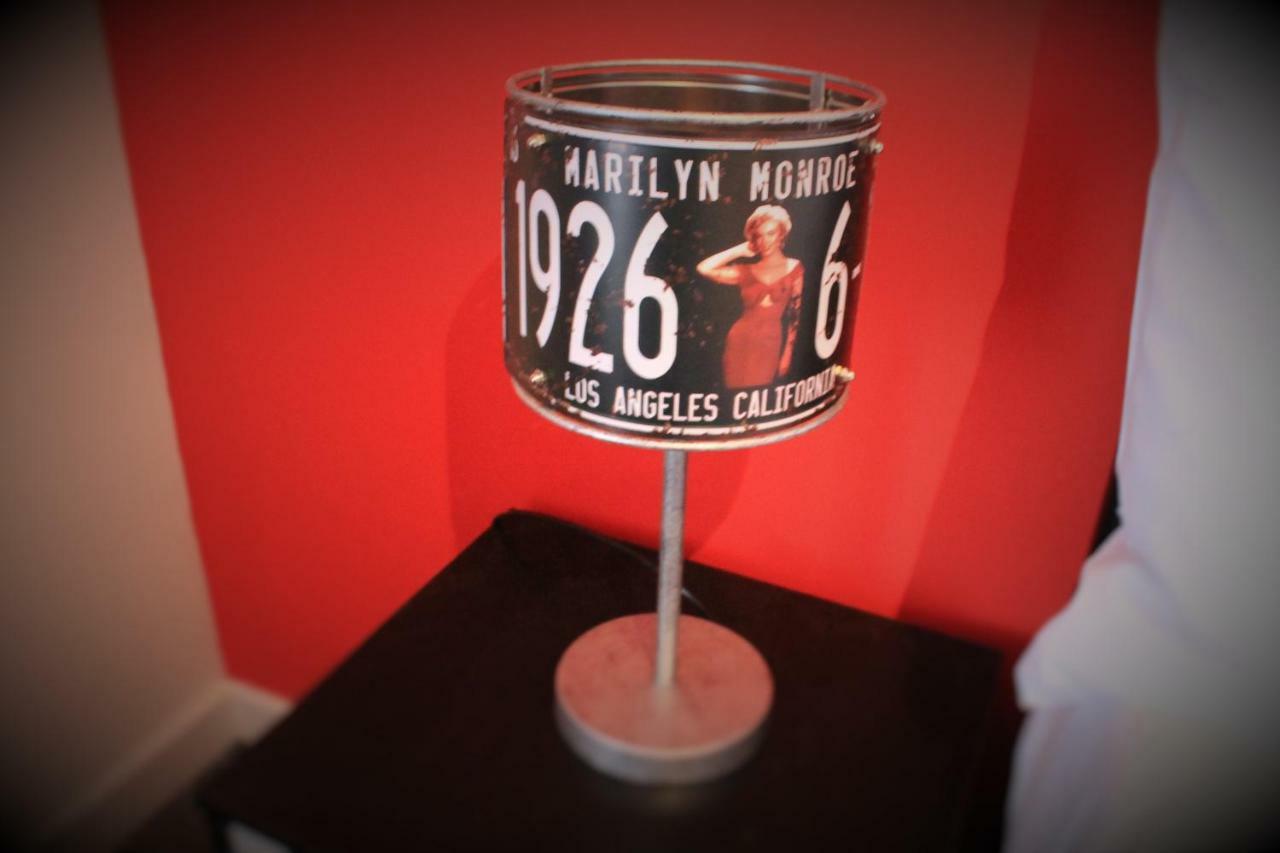 MARILYN MONROE
1926 6-
LOS ANGELES CALIFORNIA